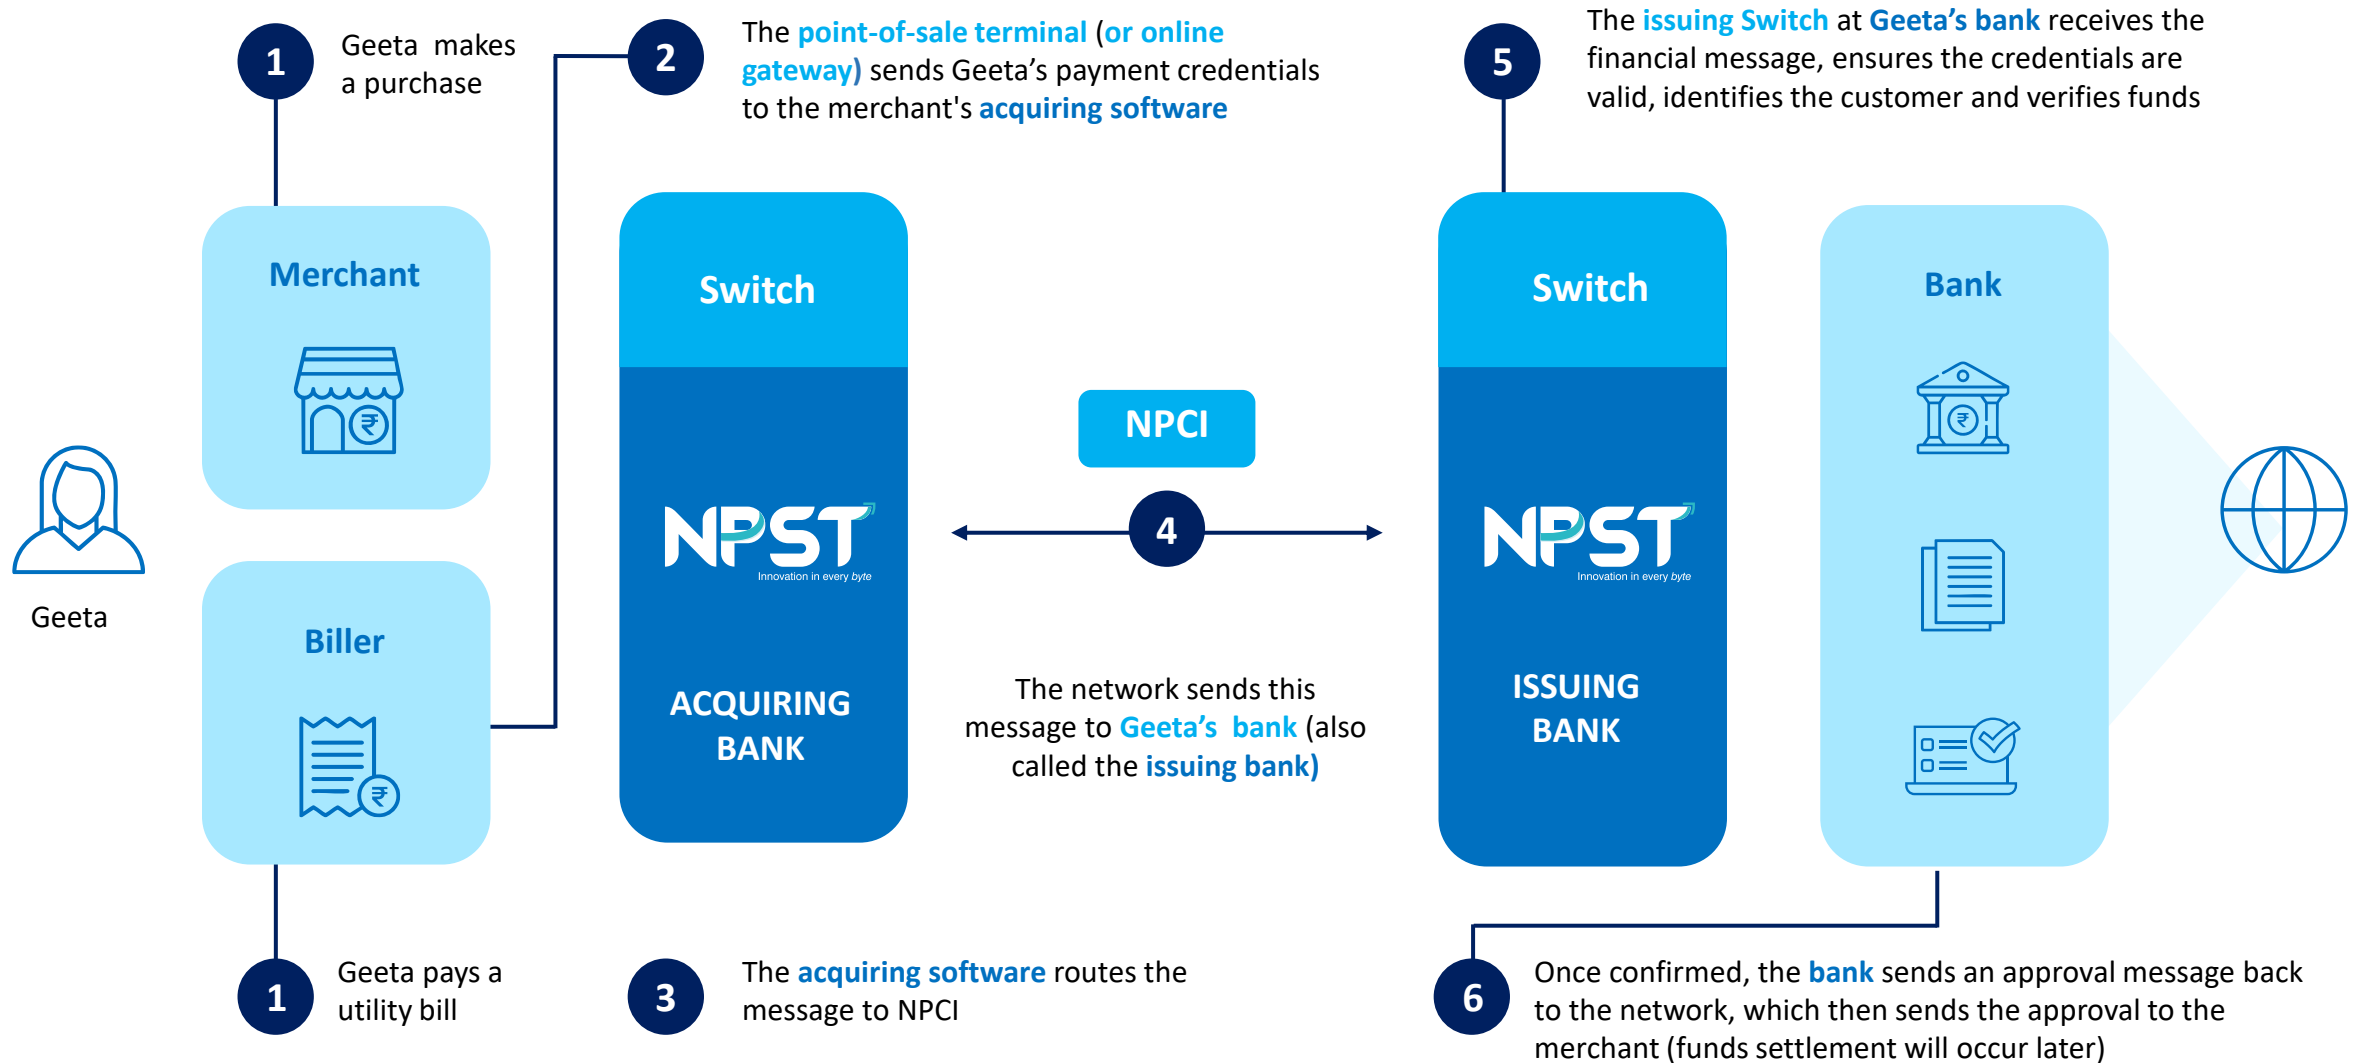 1
Geeta makes
a purchase
2
The point-of-sale terminal (or online
gateway) sends Geeta's payment credentials
to the merchant's acquiring software
5
The issuing Switch at Geeta's bank receives the
financial message, ensures the credentials are
valid, identifies the customer and verifies funds
Merchant
₹
Geeta
Biller
₹
Switch
NPST
Innovation in every byte
ACQUIRING
BANK
NPCI
4
The network sends this
message to Geeta's bank (also
called the issuing bank)
Switch
NPST
Innovation in every byte
ISSUING
BANK
Bank
₹
1
Geeta pays a
utility bill
3
The acquiring software routes the
message to NPCI
6
Once confirmed, the bank sends an approval message back
to the network, which then sends the approval to the
merchant (funds settlement will occur later)